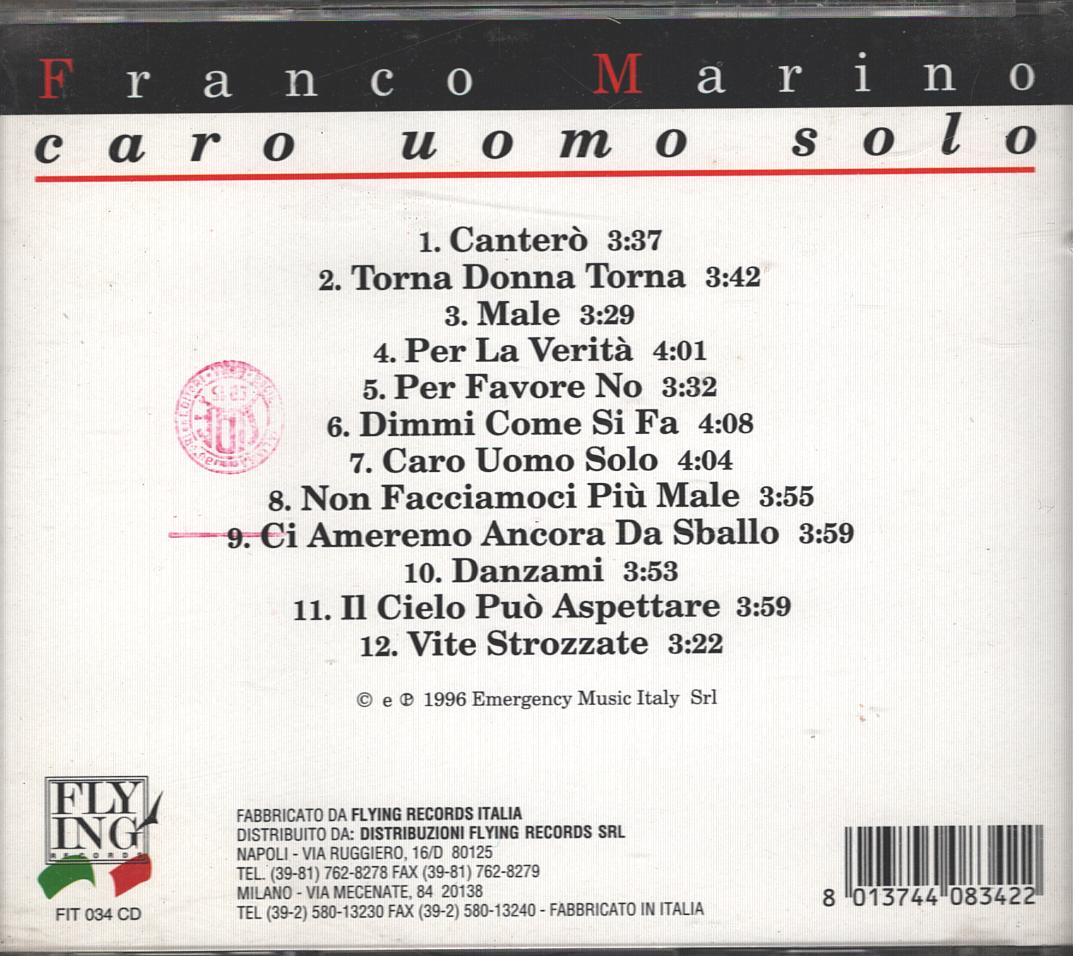 Franco Marino
caro uomo solo
1. Canterò 3:37
2. Torna Donna Torna 3:42
3. Male 3:29
4. Per La Verità 4:01
5. Per Favore No 3:32
6. Dimmi Come Si Fa 4:08
7. Caro Uomo Solo 4:04
8. Non Facciamoci Più Male 3:55
9. Ci Ameremo Ancora Da Sballo 3:59
10. Danzami 3:53
11. Il Cielo Può Aspettare 3:59
12. Vite Strozzate 3:22
© e ℗ 1996 Emergency Music Italy Srl
FLY
ING
RECORDS
FIT 034 CD
FABBRICATO DA FLYING RECORDS ITALIA
DISTRIBUITO DA: DISTRIBUZIONI FLYING RECORDS SRL
NAPOLI - VIA RUGGIERO, 16/D 80125
TEL. (39-81) 762-8278 FAX (39-81) 762-8279
MILANO - VIA MECENATE, 84 20138
TEL (39-2) 580-13230 FAX (39-2) 580-13240 - FABBRICATO IN ITALIA
8 013744 083422